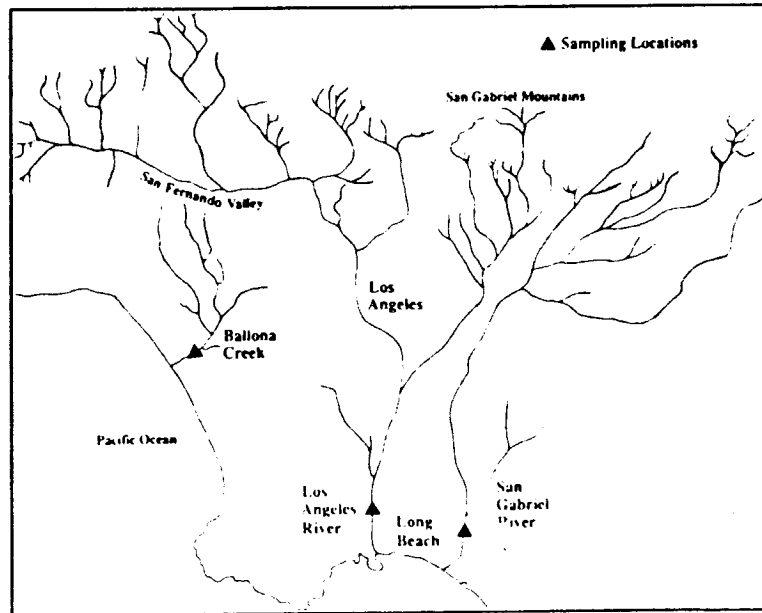 ▲ Sampling Locations
San Gabriel Mountains
San Fernando Valley
Los
Angeles
Ballona
Creek
Pacific Ocean
Los
Angeles
River
Long
Beach
San
Gabriel
River